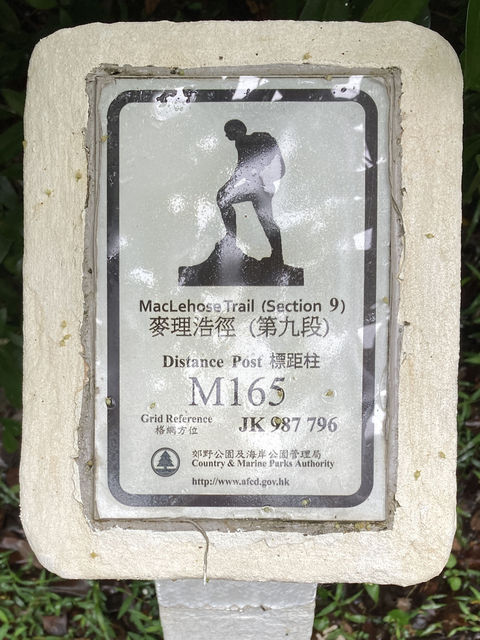 MacLehose Trail (Section 9)
麥理浩徑 (第九段)
Distance Post 標距柱
M165
Grid Reference JK 987 796
格網方位
郊野公園及海岸公園管理局
Country & Marine Parks Authority
http://www.afcd.gov.hk